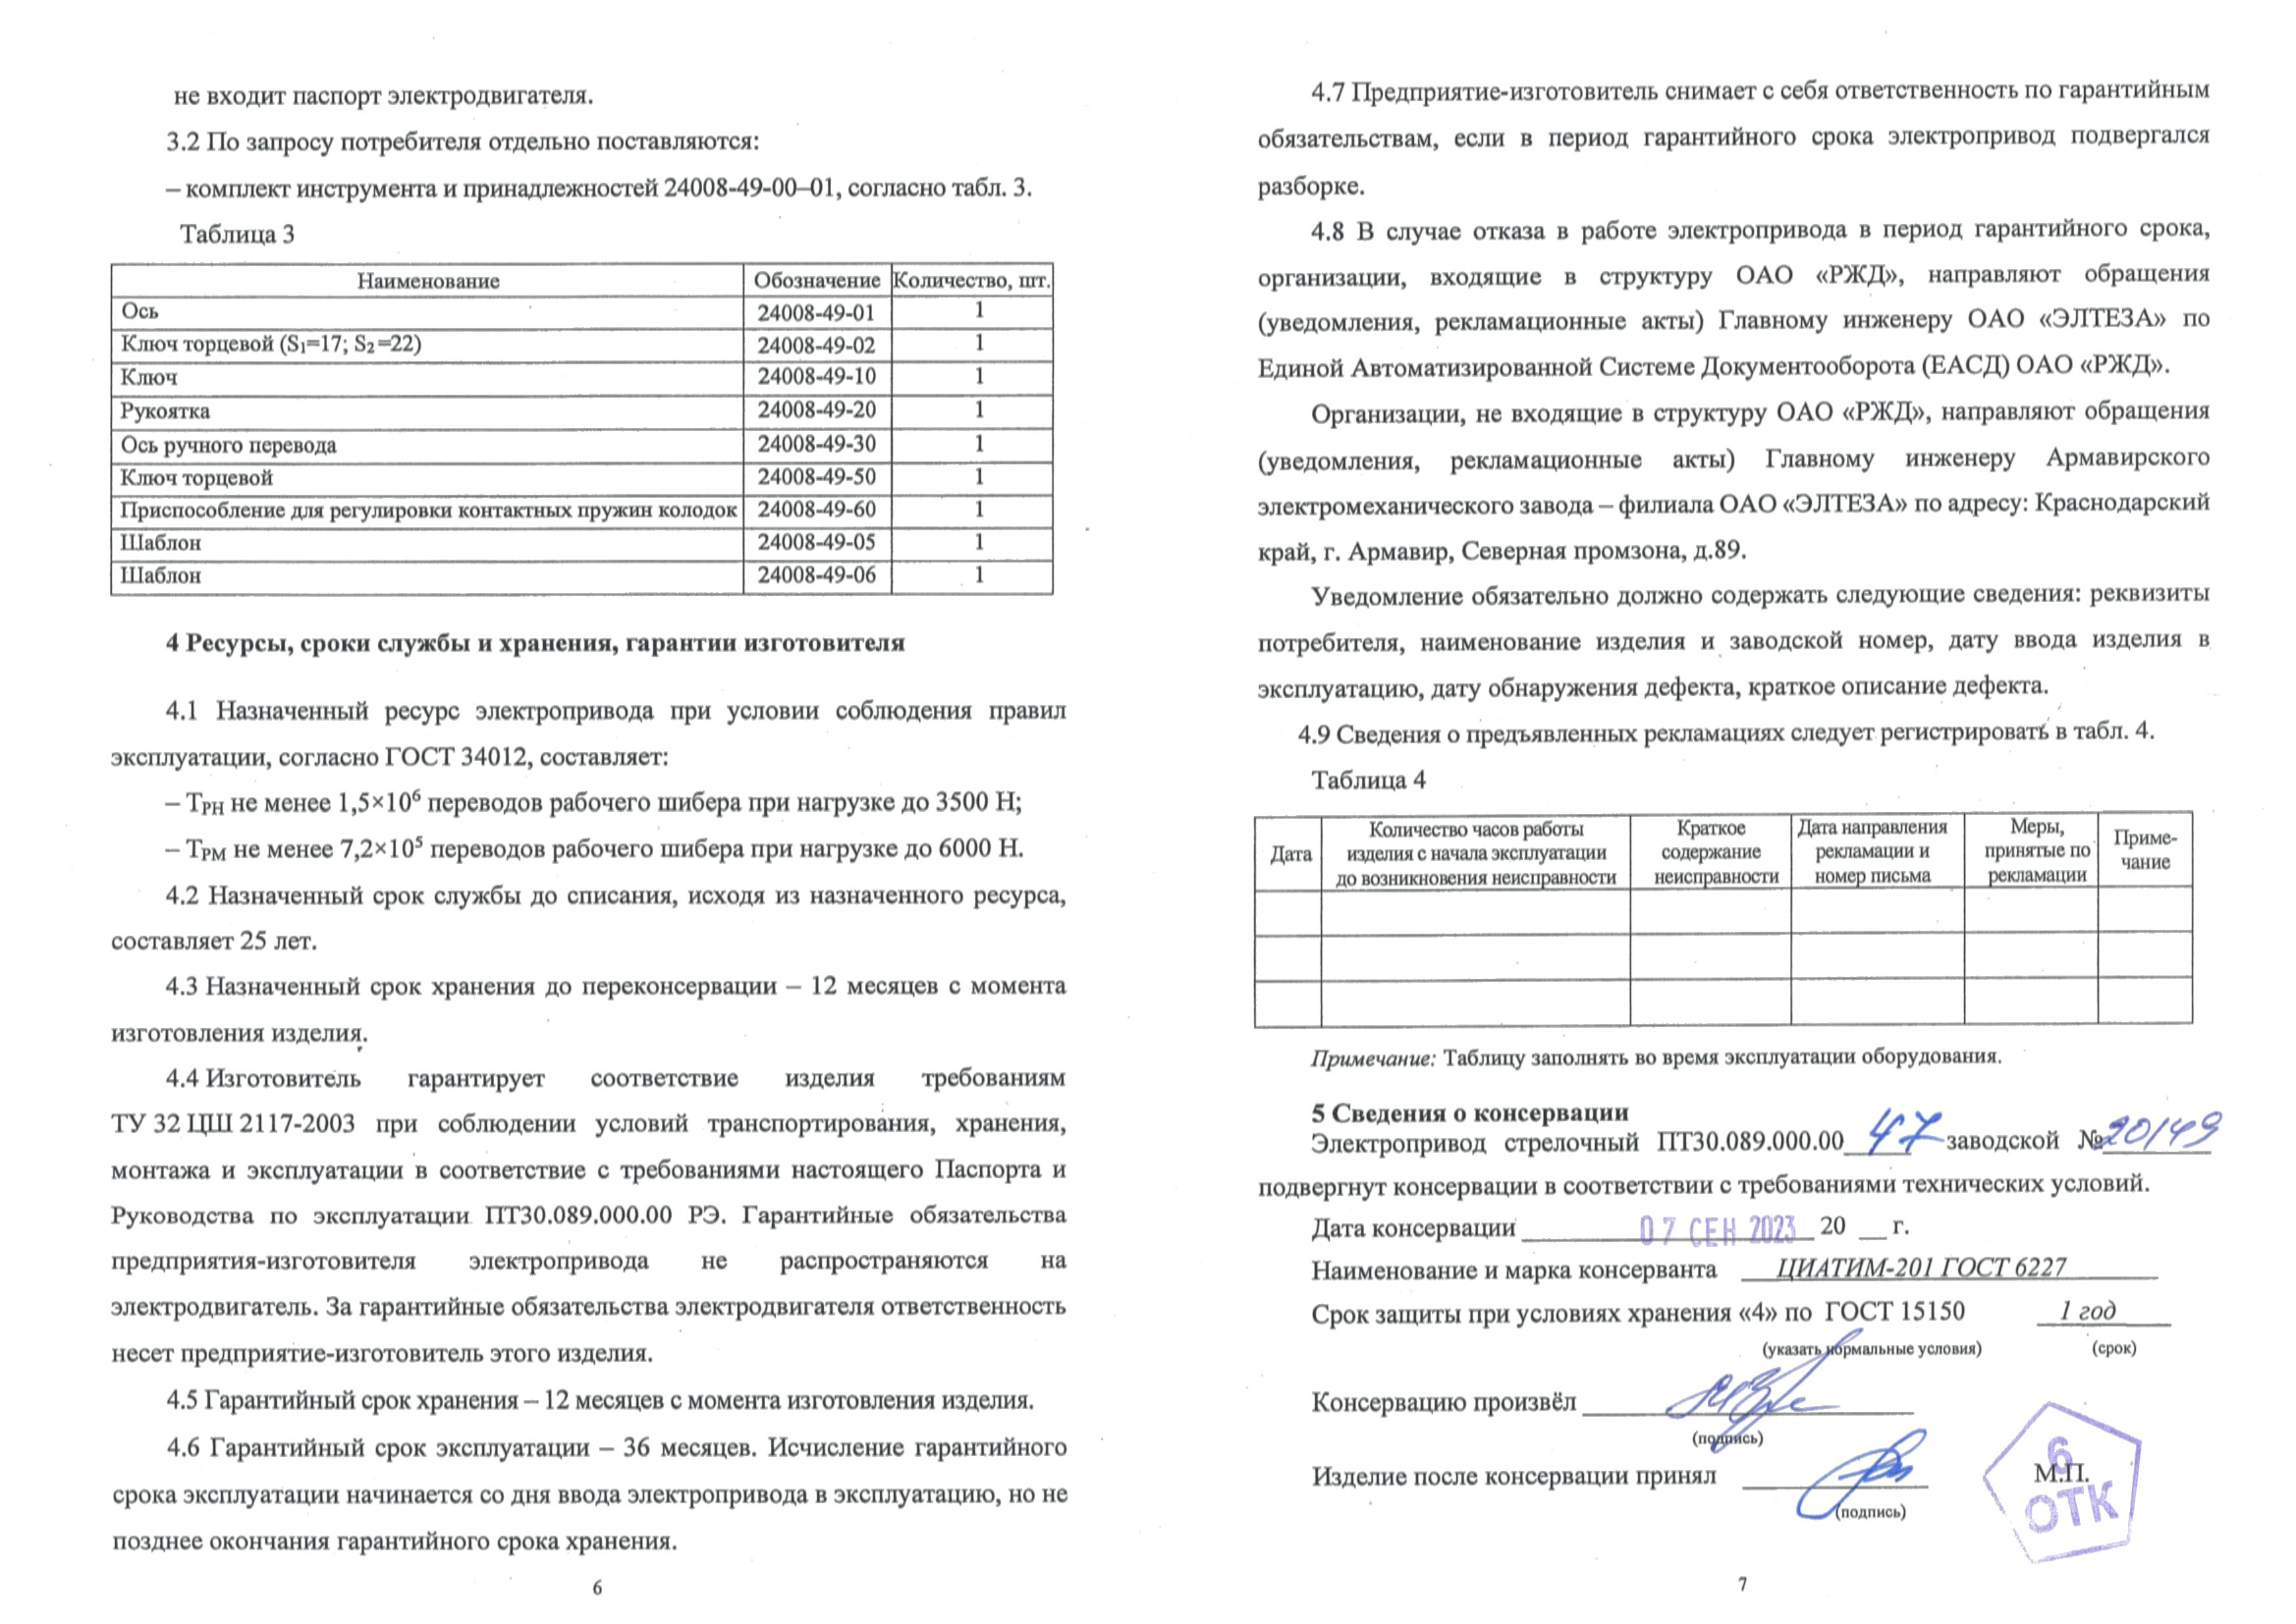 не входит паспорт электродвигателя.
3.2 По запросу потребителя отдельно поставляются:
– комплект инструмента и принадлежностей 24008-49-00–01, согласно табл. 3.
Таблица 3
Наименование Обозначение Количество, шт.
Ось 24008-49-01 1
Ключ торцевой (S₁=17; S₂=22) 24008-49-02 1
Ключ 24008-49-10 1
Рукоятка 24008-49-20 1
Ось ручного перевода 24008-49-30 1
Ключ торцевой 24008-49-50 1
Приспособление для регулировки контактных пружин колодок 24008-49-60 1
Шаблон 24008-49-05 1
Шаблон 24008-49-06 1
4 Ресурсы, сроки службы и хранения, гарантии изготовителя
4.1 Назначенный ресурс электропривода при условии соблюдения правил
эксплуатации, согласно ГОСТ 34012, составляет:
– ТРН не менее 1,5×10⁶ переводов рабочего шибера при нагрузке до 3500 Н;
– ТРМ не менее 7,2×10⁵ переводов рабочего шибера при нагрузке до 6000 Н.
4.2 Назначенный срок службы до списания, исходя из назначенного ресурса,
составляет 25 лет.
4.3 Назначенный срок хранения до переконсервации – 12 месяцев с момента
изготовления изделия.
4.4 Изготовитель гарантирует соответствие изделия требованиям
ТУ 32 ЦШ 2117-2003 при соблюдении условий транспортирования, хранения,
монтажа и эксплуатации в соответствие с требованиями настоящего Паспорта и
Руководства по эксплуатации ПТ30.089.000.00 РЭ. Гарантийные обязательства
предприятия-изготовителя электропривода не распространяются на
электродвигатель. За гарантийные обязательства электродвигателя ответственность
несет предприятие-изготовитель этого изделия.
4.5 Гарантийный срок хранения – 12 месяцев с момента изготовления изделия.
4.6 Гарантийный срок эксплуатации – 36 месяцев. Исчисление гарантийного
срока эксплуатации начинается со дня ввода электропривода в эксплуатацию, но не
позднее окончания гарантийного срока хранения.
6
4.7 Предприятие-изготовитель снимает с себя ответственность по гарантийным
обязательствам, если в период гарантийного срока электропривод подвергался
разборке.
4.8 В случае отказа в работе электропривода в период гарантийного срока,
организации, входящие в структуру ОАО «РЖД», направляют обращения
(уведомления, рекламационные акты) Главному инженеру ОАО «ЭЛТЕЗА» по
Единой Автоматизированной Системе Документооборота (ЕАСД) ОАО «РЖД».
Организации, не входящие в структуру ОАО «РЖД», направляют обращения
(уведомления, рекламационные акты) Главному инженеру Армавирского
электромеханического завода – филиала ОАО «ЭЛТЕЗА» по адресу: Краснодарский
край, г. Армавир, Северная промзона, д.89.
Уведомление обязательно должно содержать следующие сведения: реквизиты
потребителя, наименование изделия и заводской номер, дату ввода изделия в
эксплуатацию, дату обнаружения дефекта, краткое описание дефекта.
4.9 Сведения о предъявленных рекламациях следует регистрировать в табл. 4.
Таблица 4
Дата
Количество часов работы
изделия с начала эксплуатации
до возникновения неисправности
Краткое
содержание
неисправности
Дата направления
рекламации и
номер письма
Меры,
принятые по
рекламации
Приме-
чание
Примечание: Таблицу заполнять во время эксплуатации оборудования.
5 Сведения о консервации
Электропривод стрелочный ПТ30.089.000.00 47 заводской № 20149
подвергнут консервации в соответствии с требованиями технических условий.
Дата консервации 07 СЕН 2023 20 г.
Наименование и марка консерванта ЦИАТИМ-201 ГОСТ 6227
Срок защиты при условиях хранения «4» по ГОСТ 15150 1 год
(указать нормальные условия) (срок)
Консервацию произвёл
(подпись)
Изделие после консервации принял
(подпись)
М.П.
6
ОТК
7